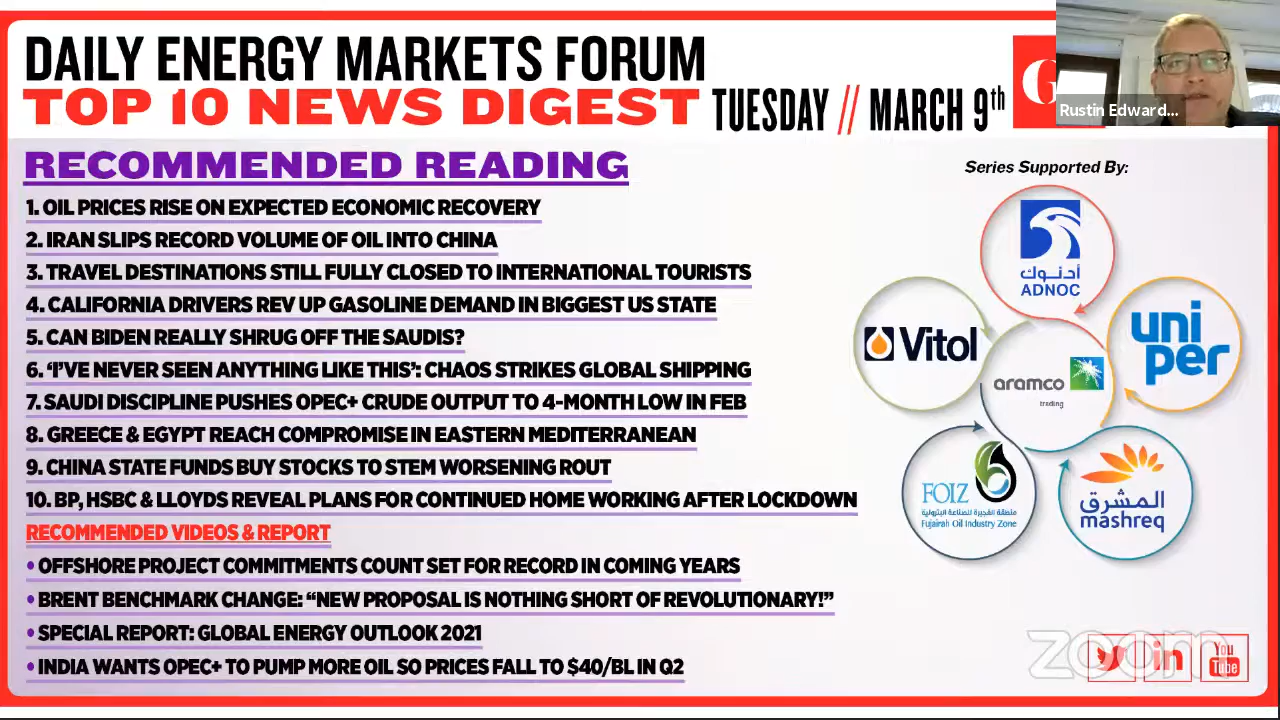 DAILY ENERGY MARKETS FORUM
TOP 10 NEWS DIGEST
TUESDAY // MARCH 9th
Rustin Edward...
RECOMMENDED READING
1. OIL PRICES RISE ON EXPECTED ECONOMIC RECOVERY
2. IRAN SLIPS RECORD VOLUME OF OIL INTO CHINA
3. TRAVEL DESTINATIONS STILL FULLY CLOSED TO INTERNATIONAL TOURISTS
4. CALIFORNIA DRIVERS REV UP GASOLINE DEMAND IN BIGGEST US STATE
5. CAN BIDEN REALLY SHRUG OFF THE SAUDIS?
6. ‘I’VE NEVER SEEN ANYTHING LIKE THIS’: CHAOS STRIKES GLOBAL SHIPPING
7. SAUDI DISCIPLINE PUSHES OPEC+ CRUDE OUTPUT TO 4-MONTH LOW IN FEB
8. GREECE & EGYPT REACH COMPROMISE IN EASTERN MEDITERRANEAN
9. CHINA STATE FUNDS BUY STOCKS TO STEM WORSENING ROUT
10. BP, HSBC & LLOYDS REVEAL PLANS FOR CONTINUED HOME WORKING AFTER LOCKDOWN
RECOMMENDED VIDEOS & REPORT
• OFFSHORE PROJECT COMMITMENTS COUNT SET FOR RECORD IN COMING YEARS
• BRENT BENCHMARK CHANGE: “NEW PROPOSAL IS NOTHING SHORT OF REVOLUTIONARY!”
• SPECIAL REPORT: GLOBAL ENERGY OUTLOOK 2021
• INDIA WANTS OPEC+ TO PUMP MORE OIL SO PRICES FALL TO $40/BL IN Q2
Series Supported By:
أدنوك
ADNOC
Vitol
uni
per
aramco
trading
FOIZ
منطقة الفجيرة للصناعة البترولية
Fujairah Oil Industry Zone
المشرق
mashreq
zoom
in
You
Tube